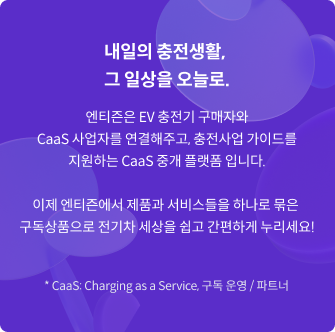 내일의 충전생활,
그 일상을 오늘로.
엔티즌은 EV 충전기 구매자와
CaaS 사업자를 연결해주고, 충전사업 가이드를
지원하는 CaaS 중개 플랫폼 입니다.
이제 엔티즌에서 제품과 서비스들을 하나로 묶은
구독상품으로 전기차 세상을 쉽고 간편하게 누리세요!
* CaaS: Charging as a Service, 구독 운영 / 파트너